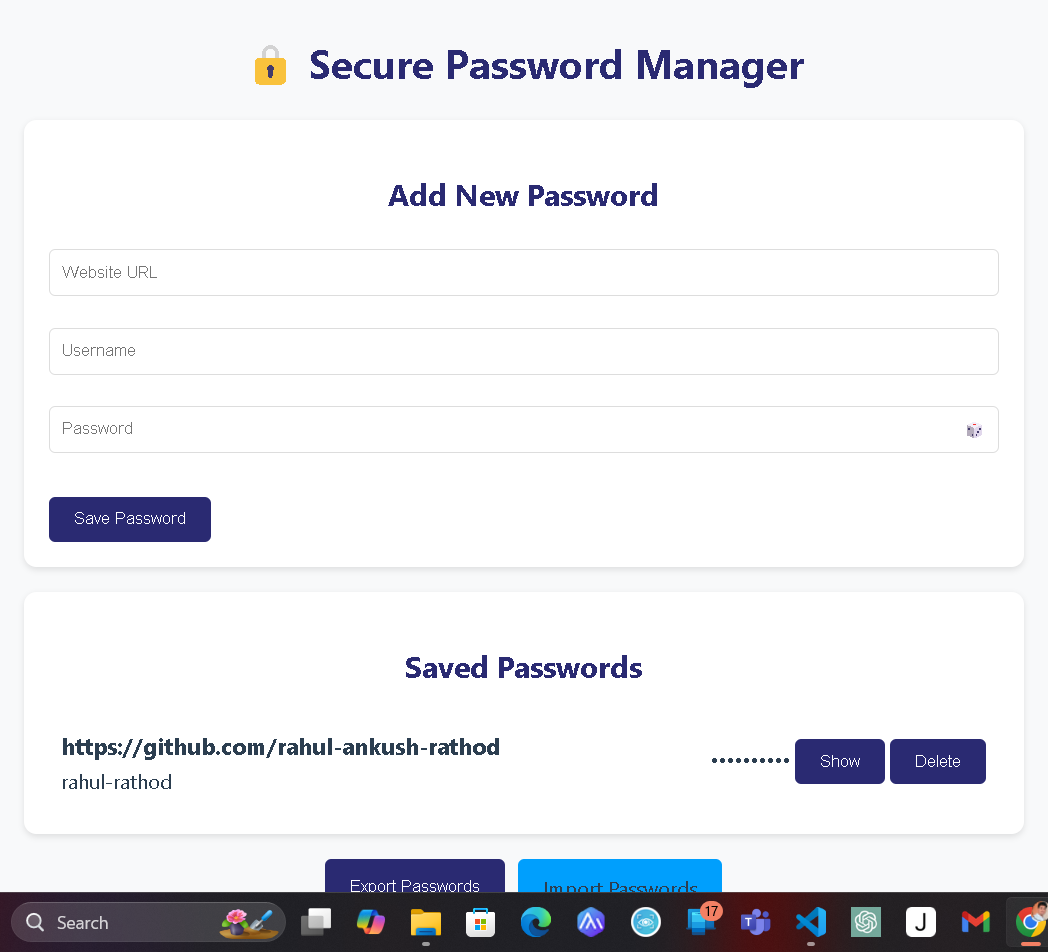 Secure Password Manager
Add New Password
Website URL
Username
Password
Save Password
Saved Passwords
https://github.com/rahul-ankush-rathod
•••••••••• Show Delete
rahul-rathod
Export Passwords Import Passwords
Search
17
T
J